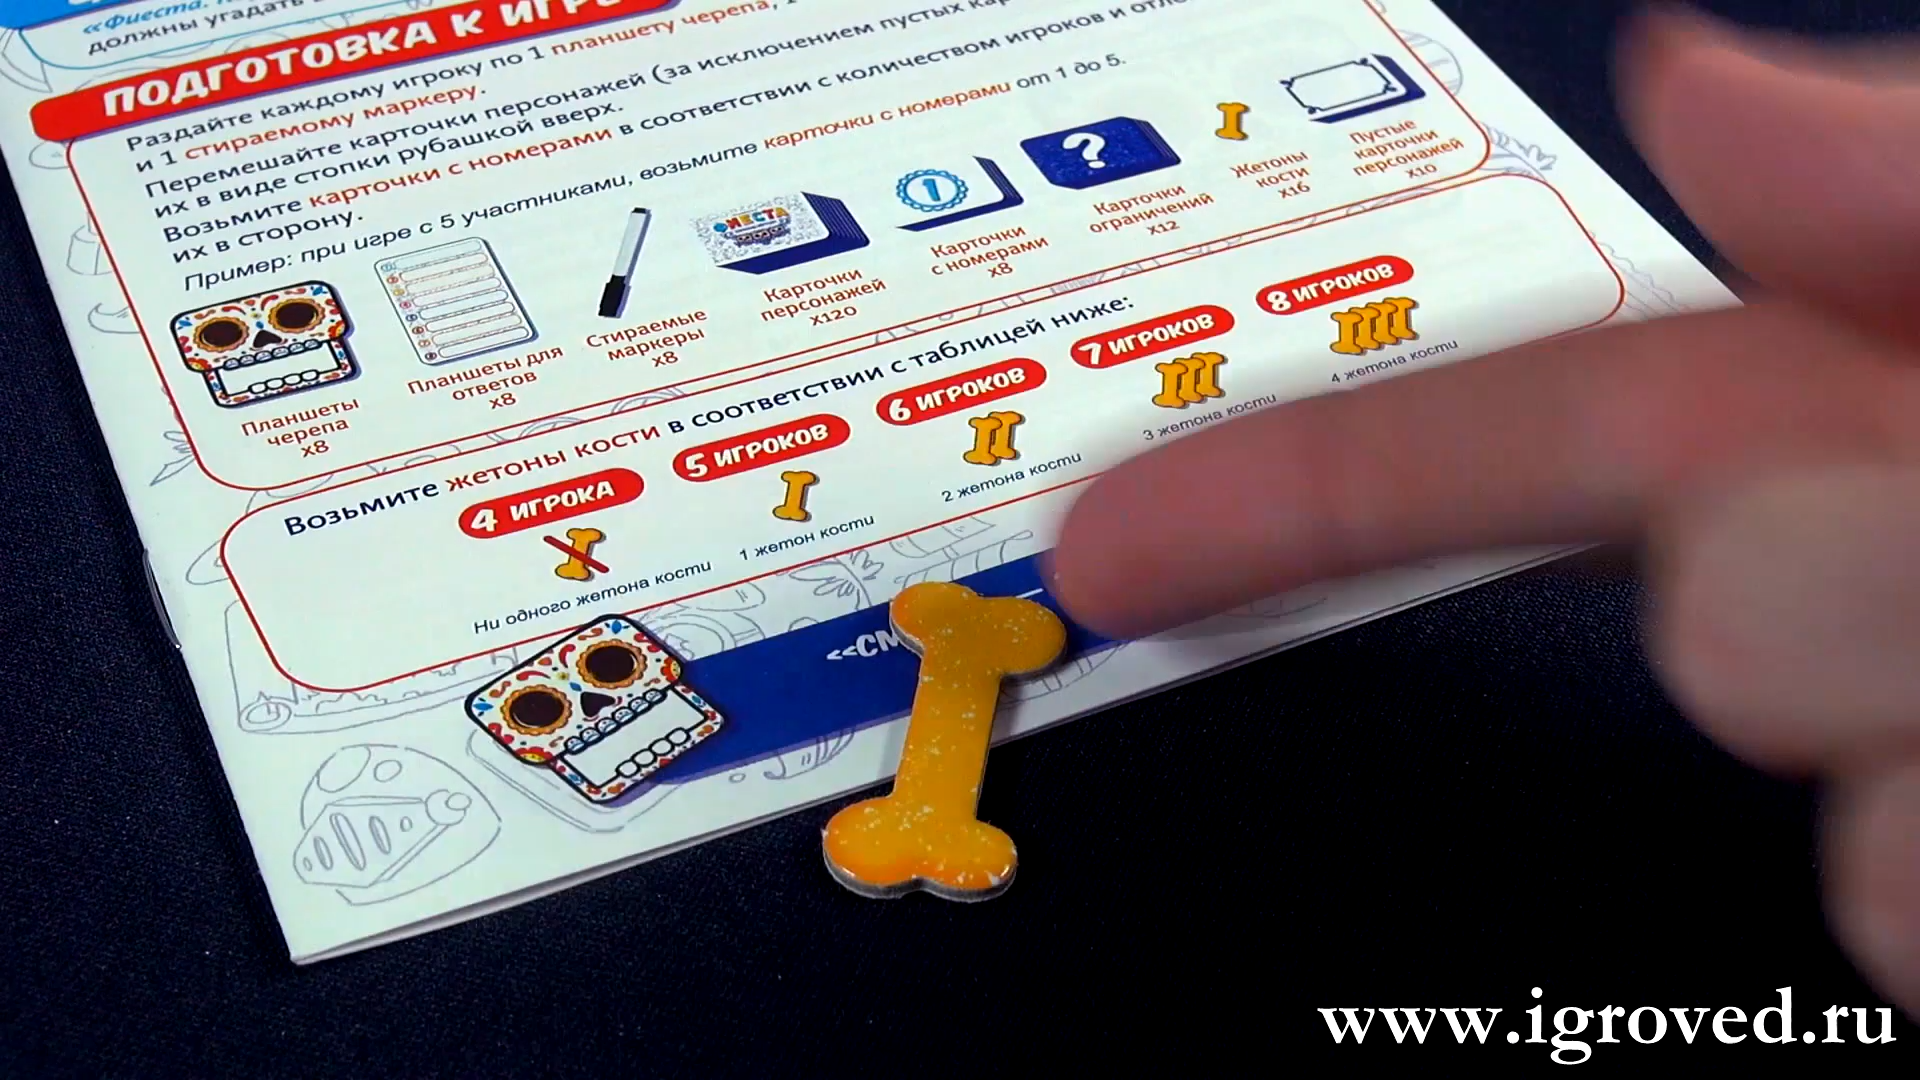 «Фиеста.
должны угадать
ПОДГОТОВКА К ИГРЕ
Раздайте каждому игроку по 1 планшету черепа, 1
и 1 стираемому маркеру.
Перемешайте карточки персонажей (за исключением пустых
их в виде стопки рубашкой вверх.
Возьмите карточки с номерами в соответствии с количеством игроков и
их в сторону.
Пример: при игре с 5 участниками, возьмите карточки с номерами от 1 до 5.
ФИЕСТА
1
?
Планшеты
черепа
x8
Планшеты для
ответов
x8
Стираемые
маркеры
x8
Карточки
персонажей
x120
Карточки
с номерами
x8
Карточки
ограничений
x12
Жетоны
кости
x16
Пустые
карточки
персонажей
x10
Возьмите жетоны кости в соответствии с таблицей ниже:
4 ИГРОКА
Ни одного жетона кости
5 ИГРОКОВ
1 жетон кости
6 ИГРОКОВ
2 жетона кости
7 ИГРОКОВ
3 жетона кости
8 ИГРОКОВ
4 жетона кости
www.igroved.ru